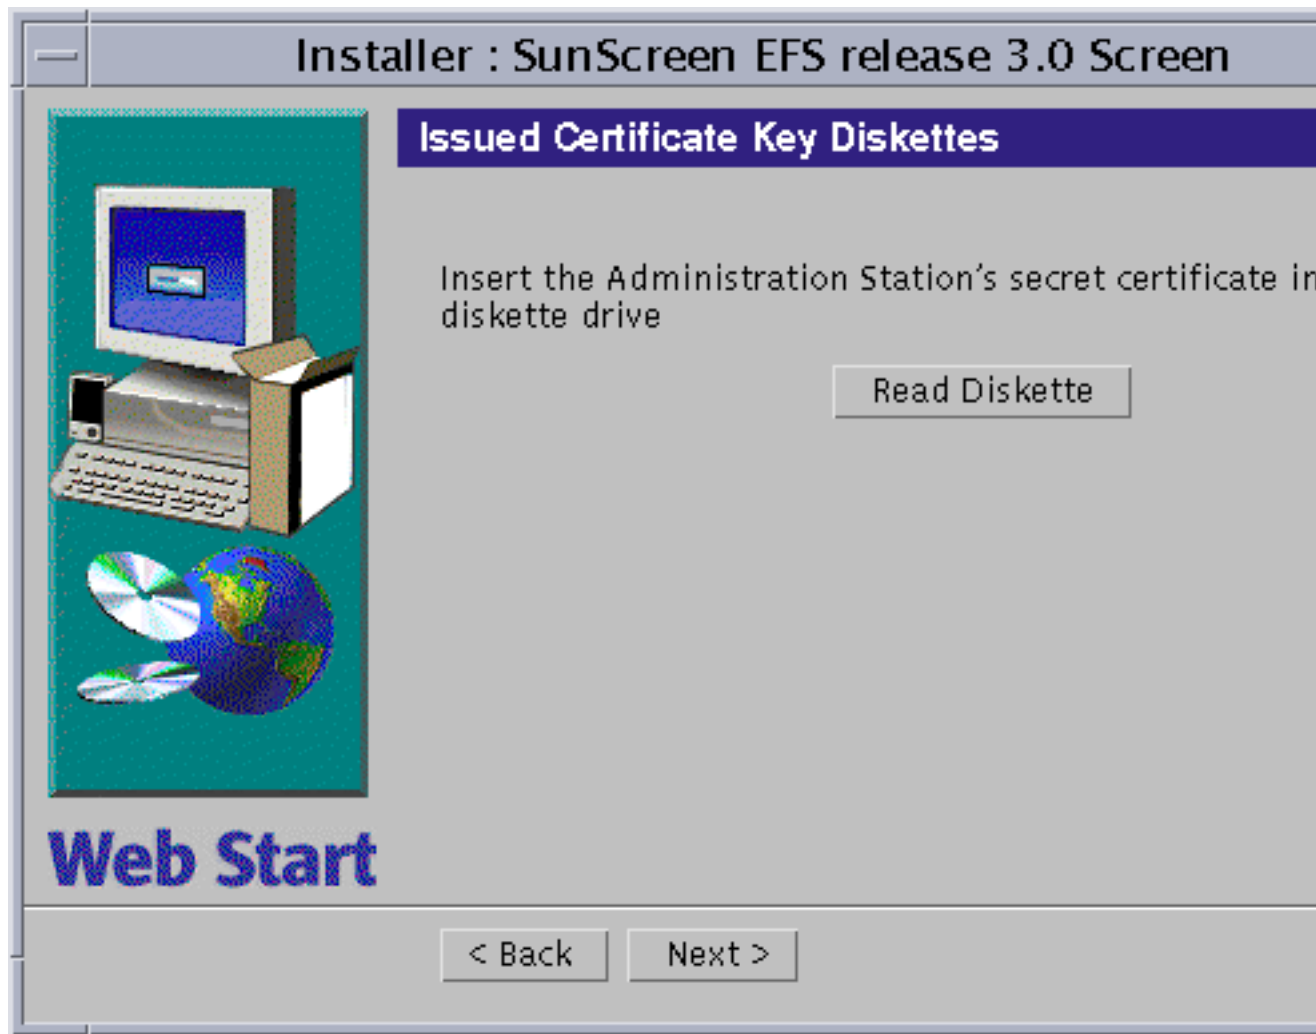 Installer : SunScreen EFS release 3.0 Screen
Issued Certificate Key Diskettes
Insert the Administration Station's secret certificate in
diskette drive
Read Diskette
Web Start
< Back
Next >